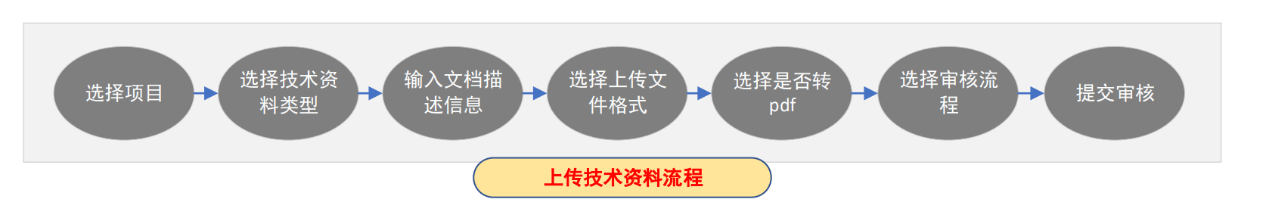 选择项目
选择技术资
料类型
输入文档描
述信息
选择上传文
件格式
选择是否转
pdf
选择审核流
程
提交审核
上传技术资料流程